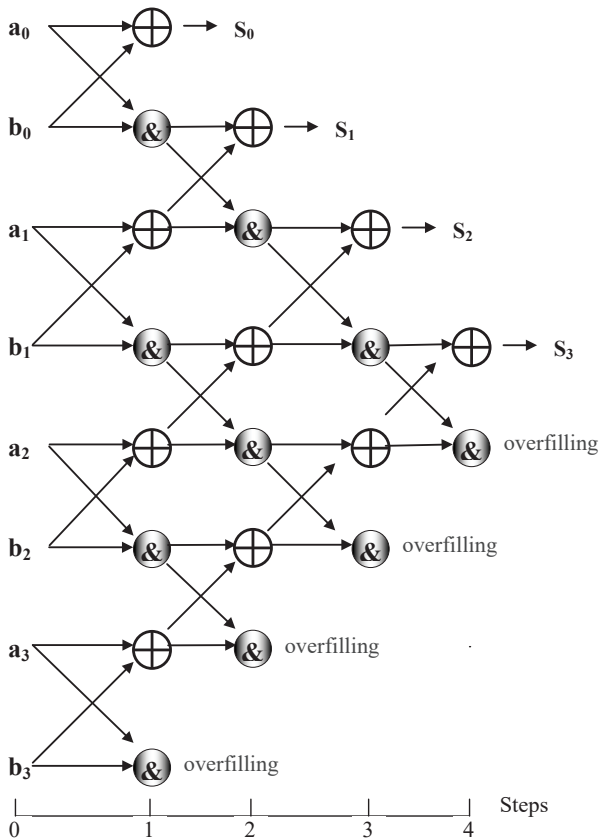 a₀ ⊕ S₀
b₀ & ⊕ S₁
a₁ ⊕ & ⊕ S₂
b₁ & ⊕ & ⊕ S₃
a₂ ⊕ & ⊕ & overfilling
b₂ & ⊕ & overfilling
a₃ ⊕ & overfilling
b₃ & overfilling
Steps
0 1 2 3 4